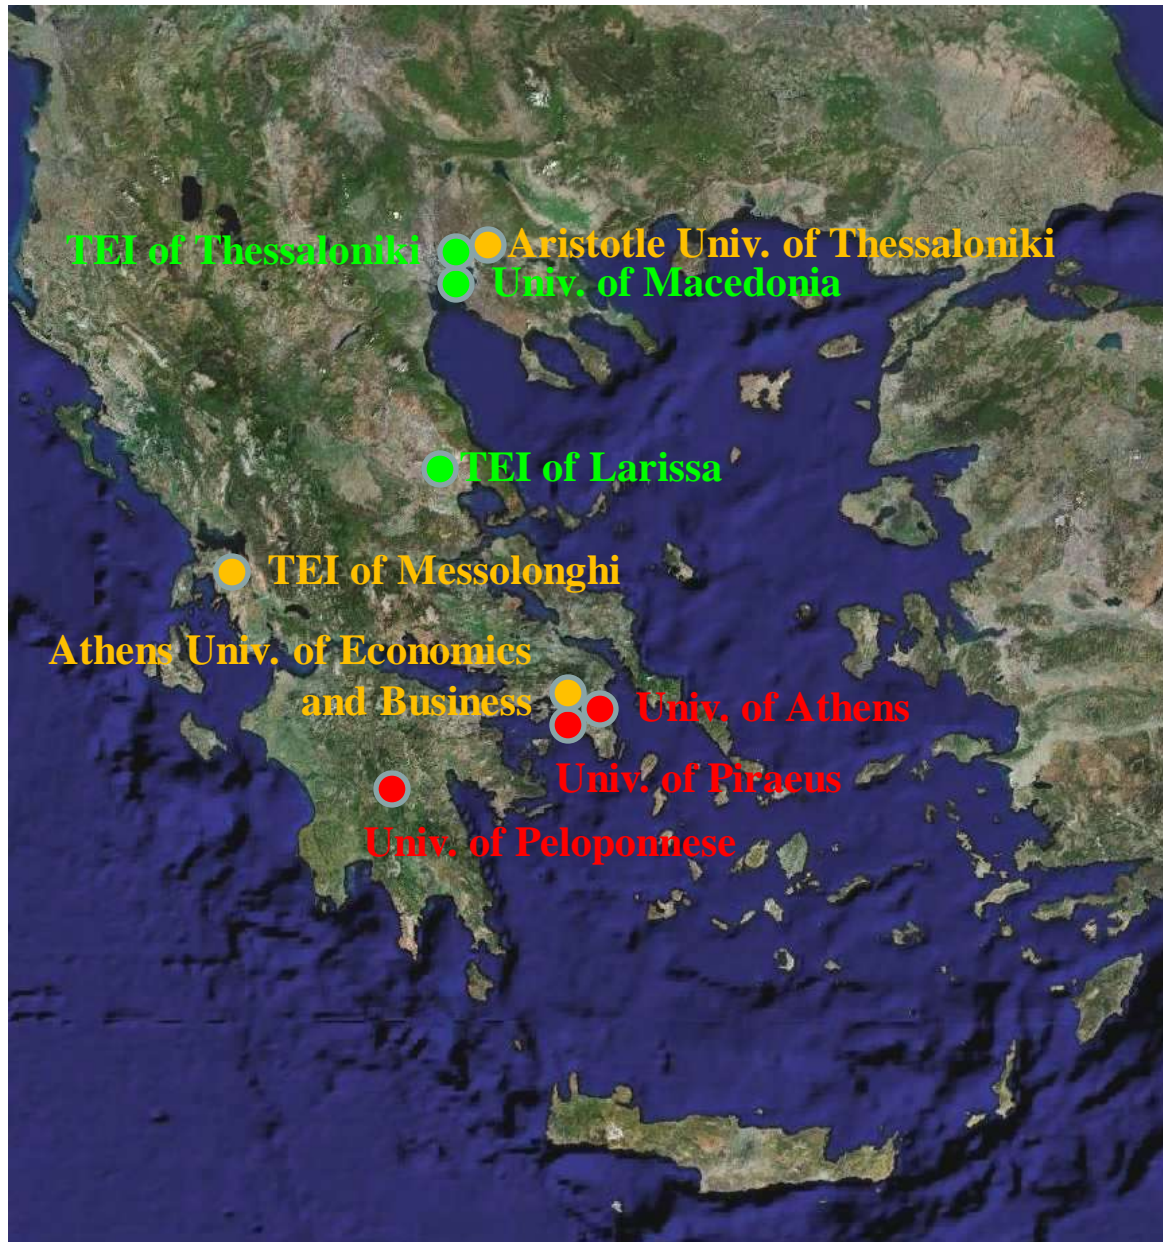 TEI of Thessaloniki
Aristotle Univ. of Thessaloniki
Univ. of Macedonia
TEI of Larissa
TEI of Messolonghi
Athens Univ. of Economics
and Business
Univ. of Athens
Univ. of Piraeus
Univ. of Peloponnese